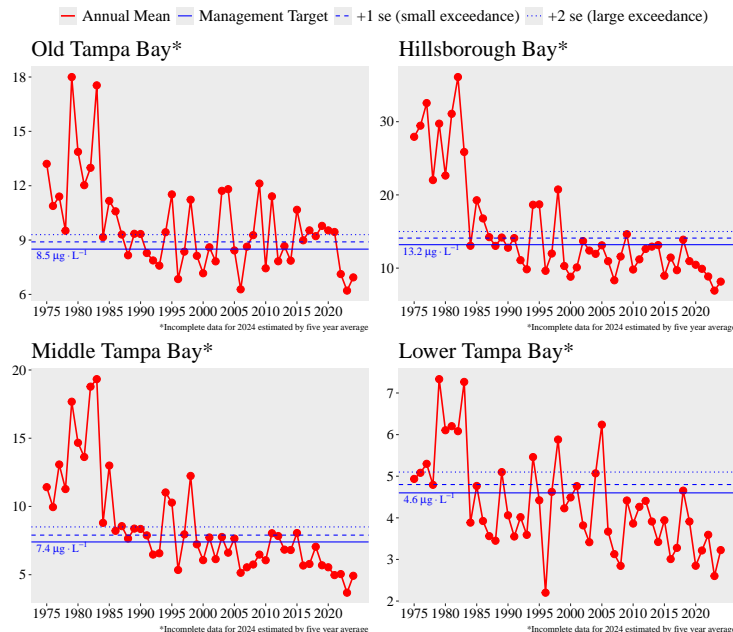 Annual Mean Management Target +1 se (small exceedance) +2 se (large exceedance)
Old Tampa Bay*
18
15
12
9
6
8.5 μg · L⁻¹
1975 1980 1985 1990 1995 2000 2005 2010 2015 2020
*Incomplete data for 2024 estimated by five year average
Hillsborough Bay*
30
20
10
13.2 μg · L⁻¹
1975 1980 1985 1990 1995 2000 2005 2010 2015 2020
*Incomplete data for 2024 estimated by five year average
Middle Tampa Bay*
20
15
10
5
7.4 μg · L⁻¹
1975 1980 1985 1990 1995 2000 2005 2010 2015 2020
*Incomplete data for 2024 estimated by five year average
Lower Tampa Bay*
7
6
5
4
3
2
4.6 μg · L⁻¹
1975 1980 1985 1990 1995 2000 2005 2010 2015 2020
*Incomplete data for 2024 estimated by five year average